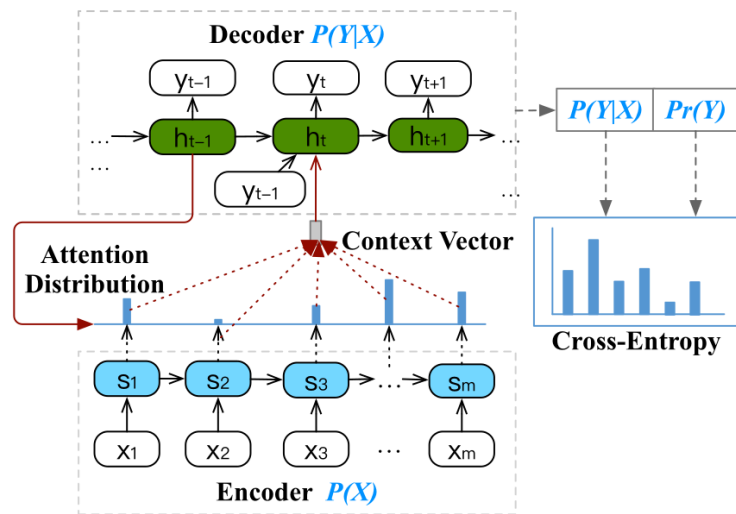 Decoder P(Y|X)
yt−1 yt yt+1
... ht−1 ht ht+1 ...
...
yt−1
...
P(Y|X) Pr(Y)
Attention
Distribution
Context Vector
Cross-Entropy
s1 s2 s3 ... sm
x1 x2 x3 ... xm
Encoder P(X)